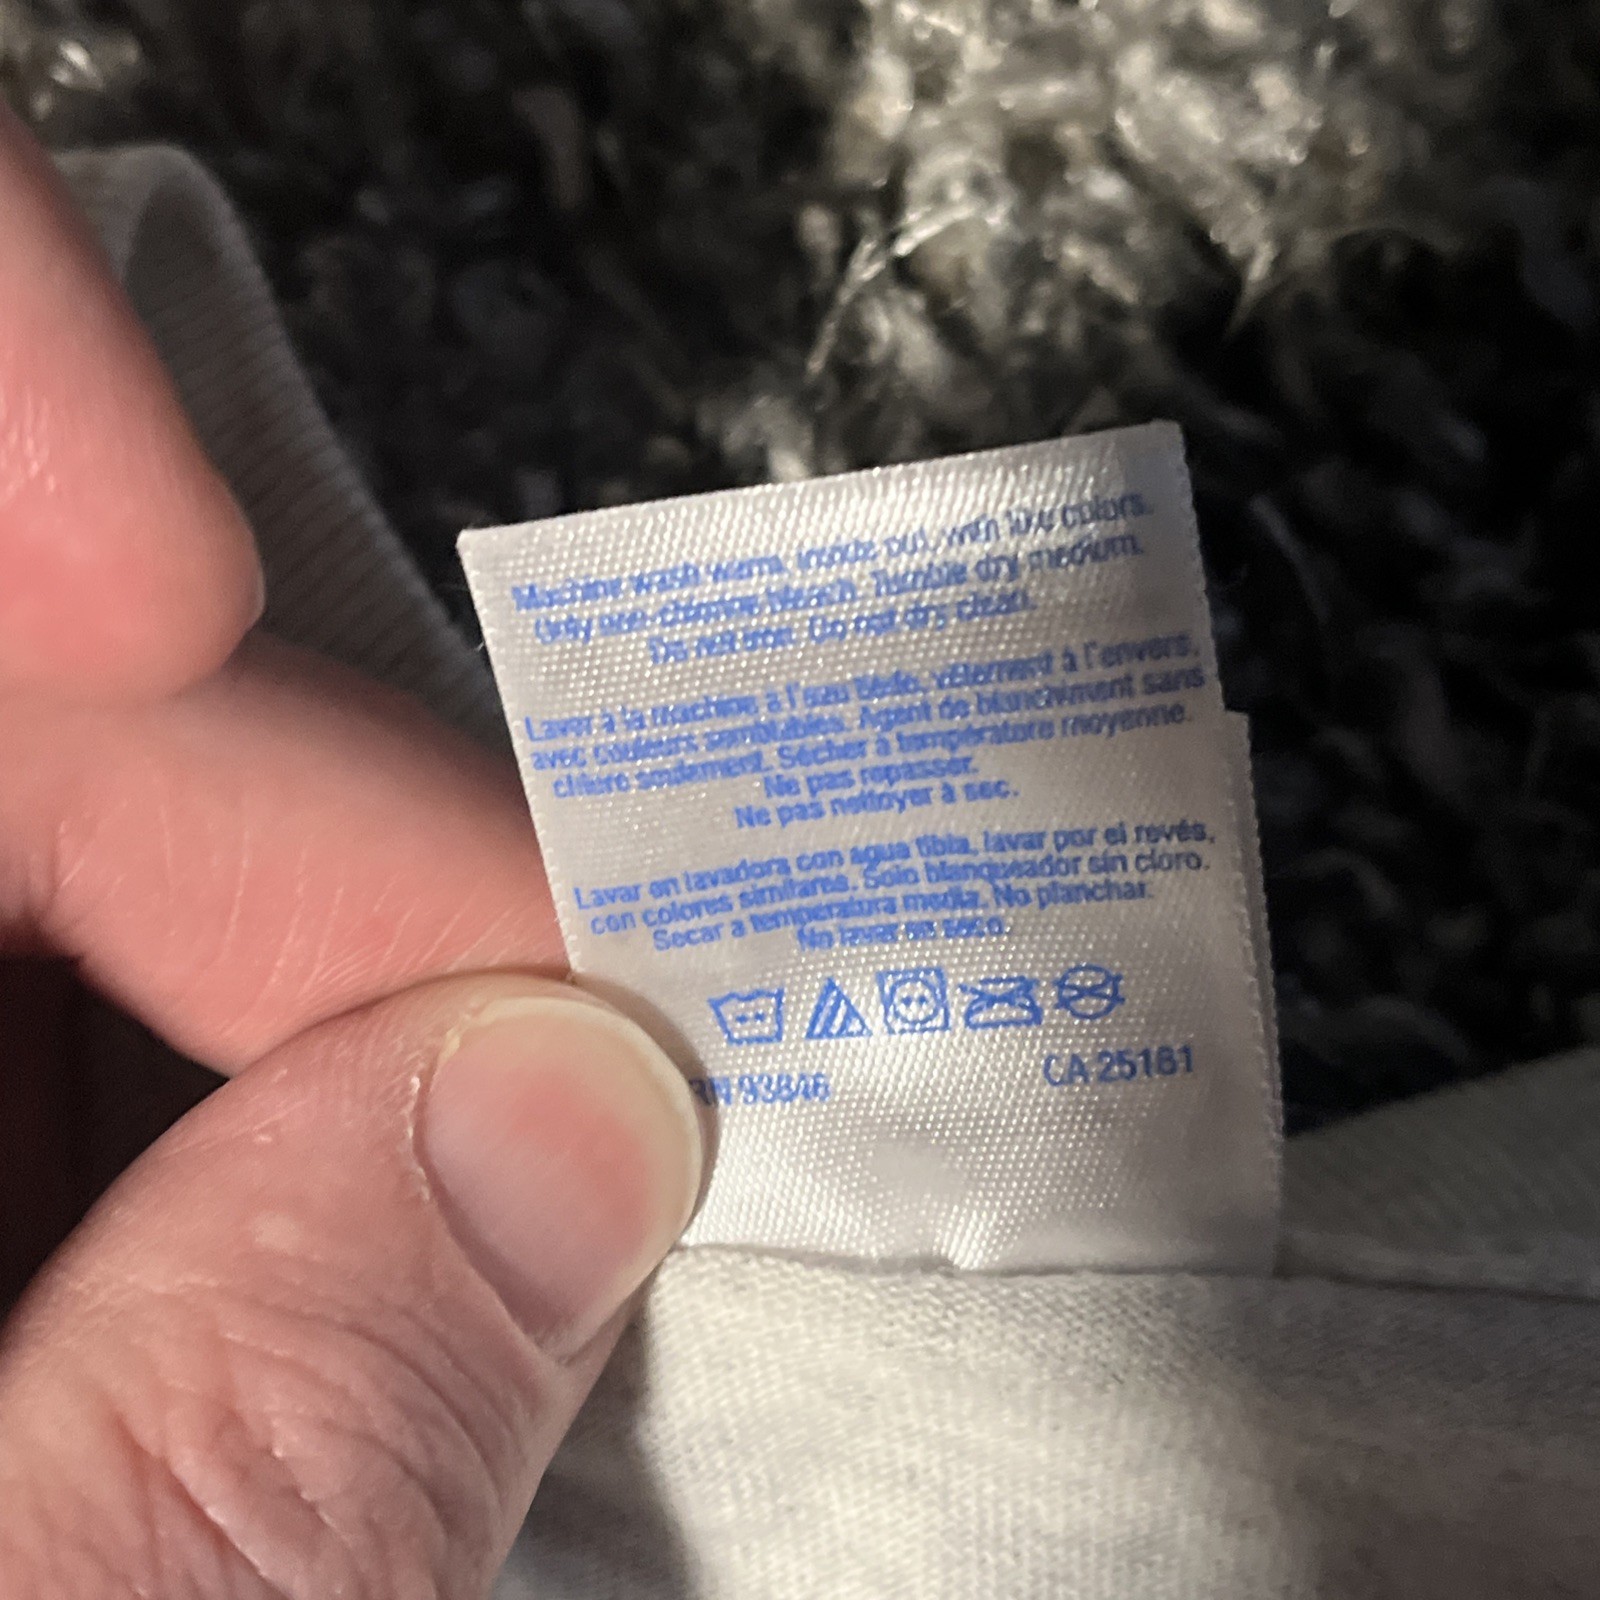 Machine wash warm, inside out, with like colors.
Only non-chlorine bleach. Tumble dry medium.
Do not iron. Do not dry clean.
Laver à la machine à l'eau tiède, vêtement à l'envers,
avec couleurs semblables. Agent de blanchiment sans
chlore seulement. Sécher à température moyenne.
Ne pas repasser.
Ne pas nettoyer à sec.
Lavar en lavadora con agua tibia, lavar por el revés,
con colores similares. Solo blanqueador sin cloro.
Secar a temperatura media. No planchar.
No lavar en seco.
RN 93846 CA 25181